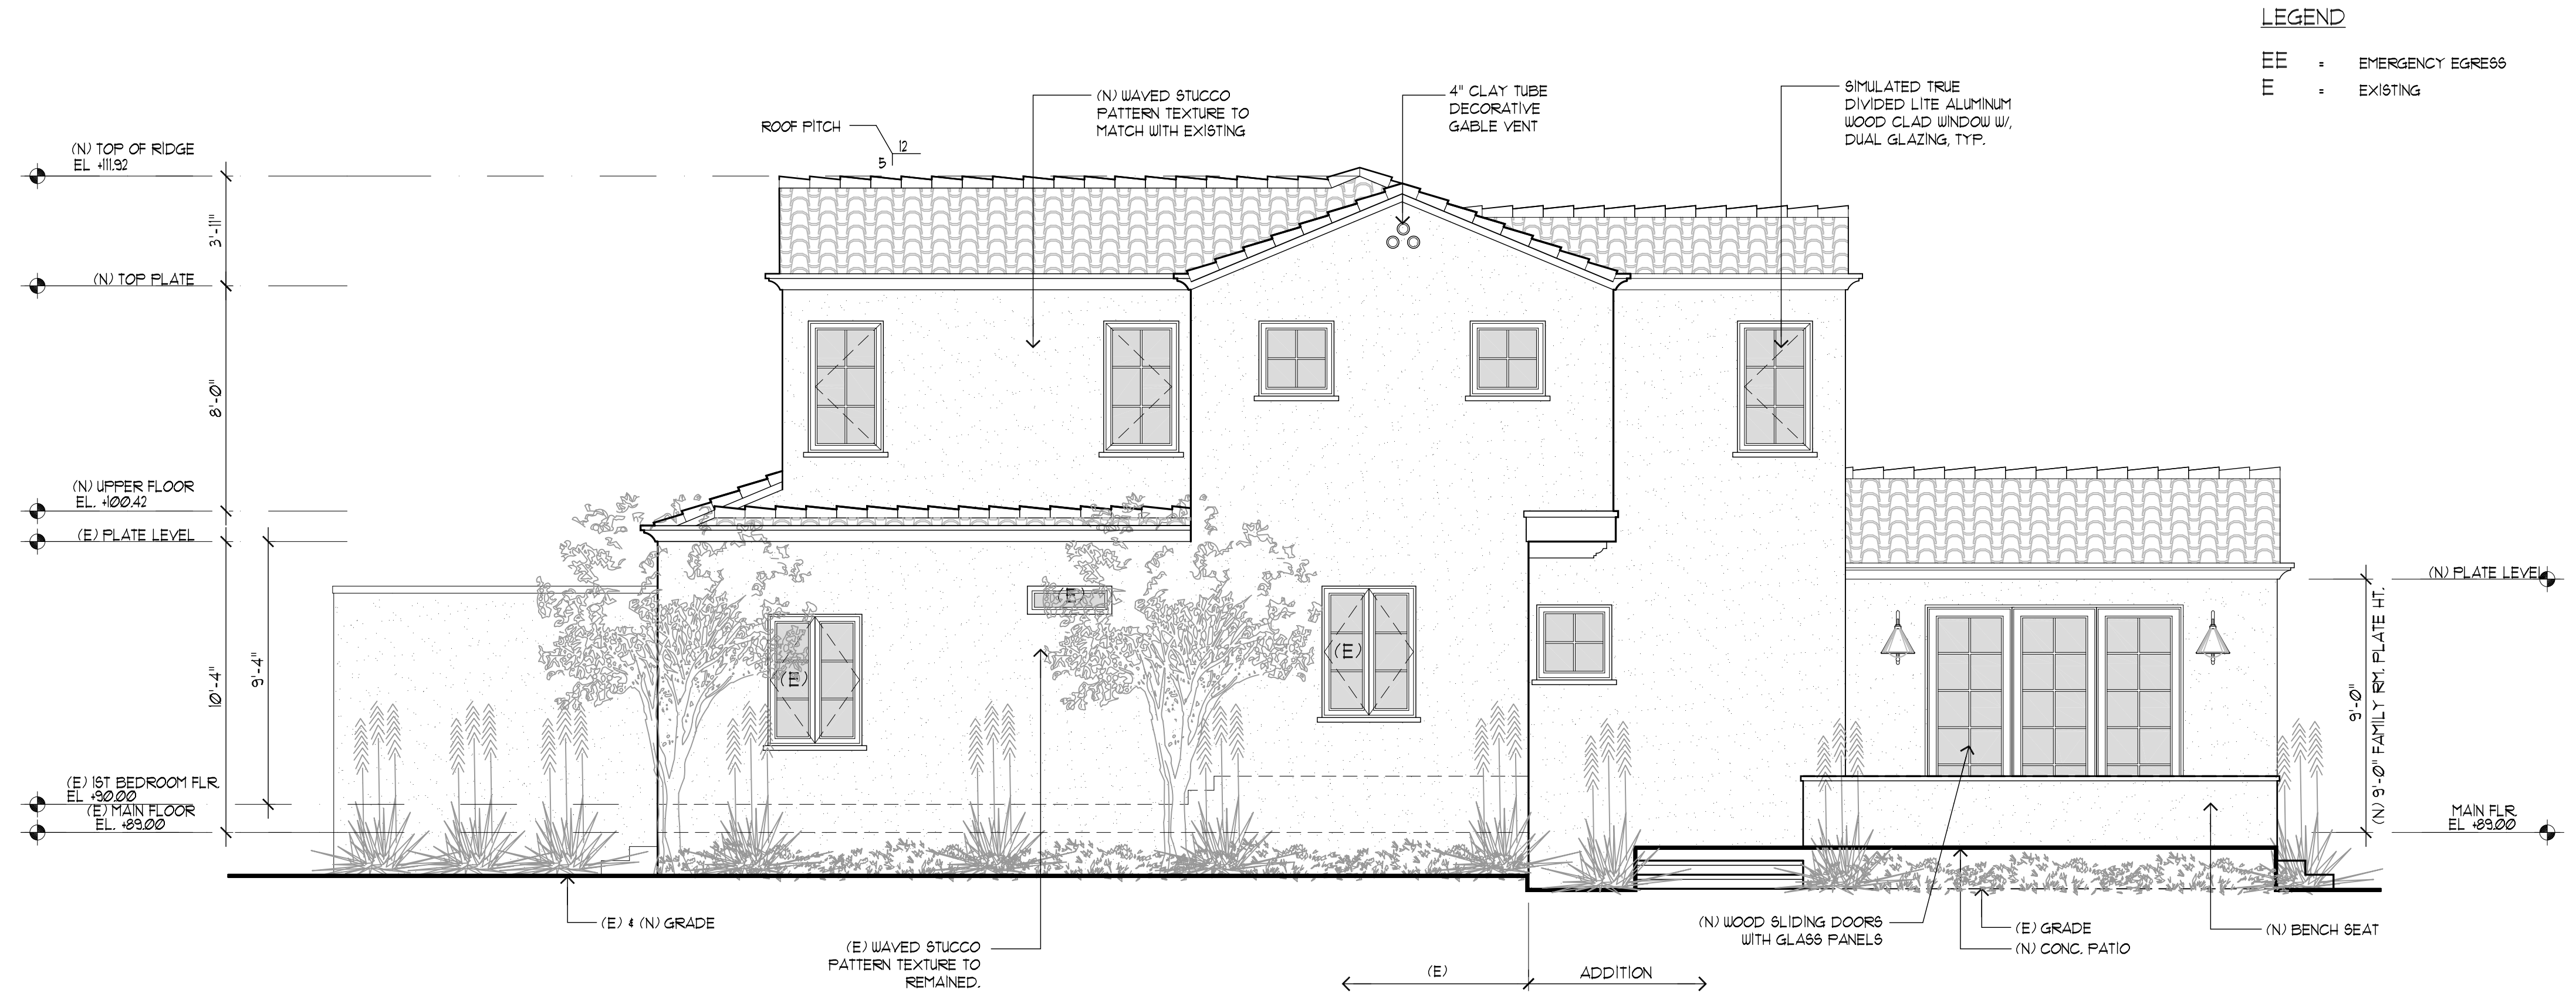 LEGEND
EE = EMERGENCY EGRESS
E = EXISTING
(N) WAVED STUCCO
PATTERN TEXTURE TO
MATCH WITH EXISTING
4" CLAY TUBE
DECORATIVE
GABLE VENT
SIMULATED TRUE
DIVIDED LITE ALUMINUM
WOOD CLAD WINDOW W/,
DUAL GLAZING, TYP.
ROOF PITCH
12
5
(N) TOP OF RIDGE
EL +111.92
3'-11"
(N) TOP PLATE
8'-0"
(N) UPPER FLOOR
EL. +100.42
(E) PLATE LEVEL
10'-4"
9'-4"
(E) 1ST BEDROOM FLR.
EL +90.00
(E) MAIN FLOOR
EL. +89.00
(E)
(E)
(E)
(N) PLATE LEVEL
9'-0"
(N) 9'-0" FAMILY RM. PLATE HT.
MAIN FLR.
EL +89.00
(E) & (N) GRADE
(E) WAVED STUCCO
PATTERN TEXTURE TO
REMAINED.
(N) WOOD SLIDING DOORS
WITH GLASS PANELS
(E) GRADE
(N) CONC. PATIO
(N) BENCH SEAT
(E)
ADDITION